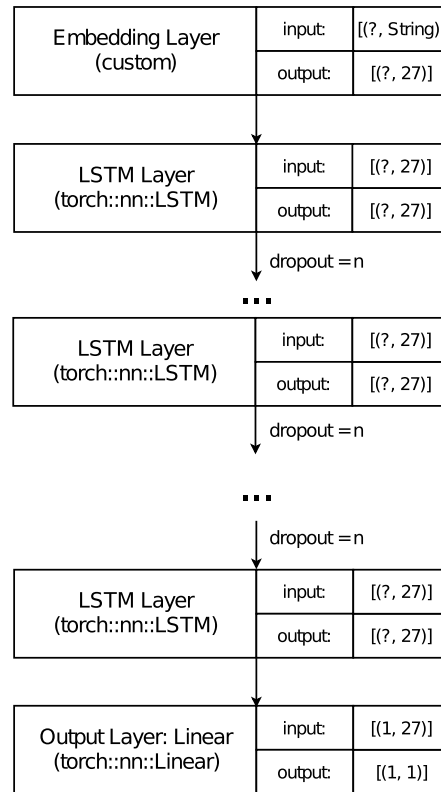 Embedding Layer
(custom)
input:
[(?, String)
output:
[(?, 27)]
LSTM Layer
(torch::nn::LSTM)
input:
[(?, 27)]
output:
[(?, 27)]
dropout = n
...
LSTM Layer
(torch::nn::LSTM)
input:
[(?, 27)]
output:
[(?, 27)]
dropout = n
...
dropout = n
LSTM Layer
(torch::nn::LSTM)
input:
[(?, 27)]
output:
[(?, 27)]
Output Layer: Linear
(torch::nn::Linear)
input:
[(1, 27)]
output:
[(1, 1)]